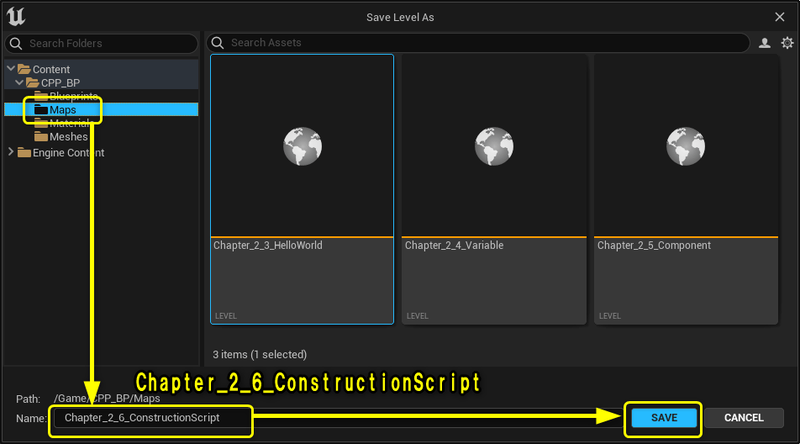 Save Level As
Search Folders
Search Assets
Content
CPP_BP
Blueprints
Maps
Materials
Meshes
Engine Content
Chapter_2_3_HelloWorld
LEVEL
Chapter_2_4_Variable
LEVEL
Chapter_2_5_Component
LEVEL
3 items (1 selected)
Chapter_2_6_ConstructionScript
Path: /Game/CPP_BP/Maps
Name: Chapter_2_6_ConstructionScript
SAVE
CANCEL